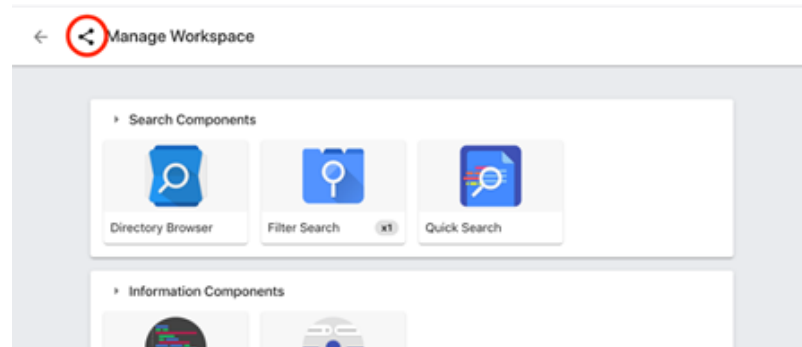 Manage Workspace
Search Components
Directory Browser
Filter Search x1
Quick Search
Information Components